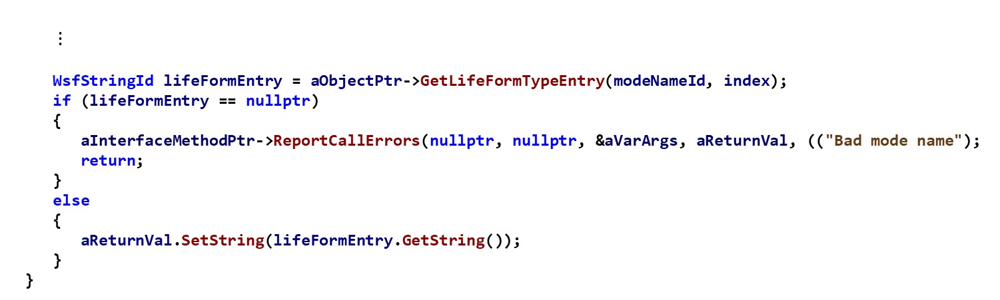 ⋮
WsfStringId lifeFormEntry = aObjectPtr->GetLifeFormTypeEntry(modeNameId, index);
if (lifeFormEntry == nullptr)
{
aInterfaceMethodPtr->ReportCallErrors(nullptr, nullptr, &aVarArgs, aReturnVal, (("Bad mode name");
return;
}
else
{
aReturnVal.SetString(lifeFormEntry.GetString());
}
}